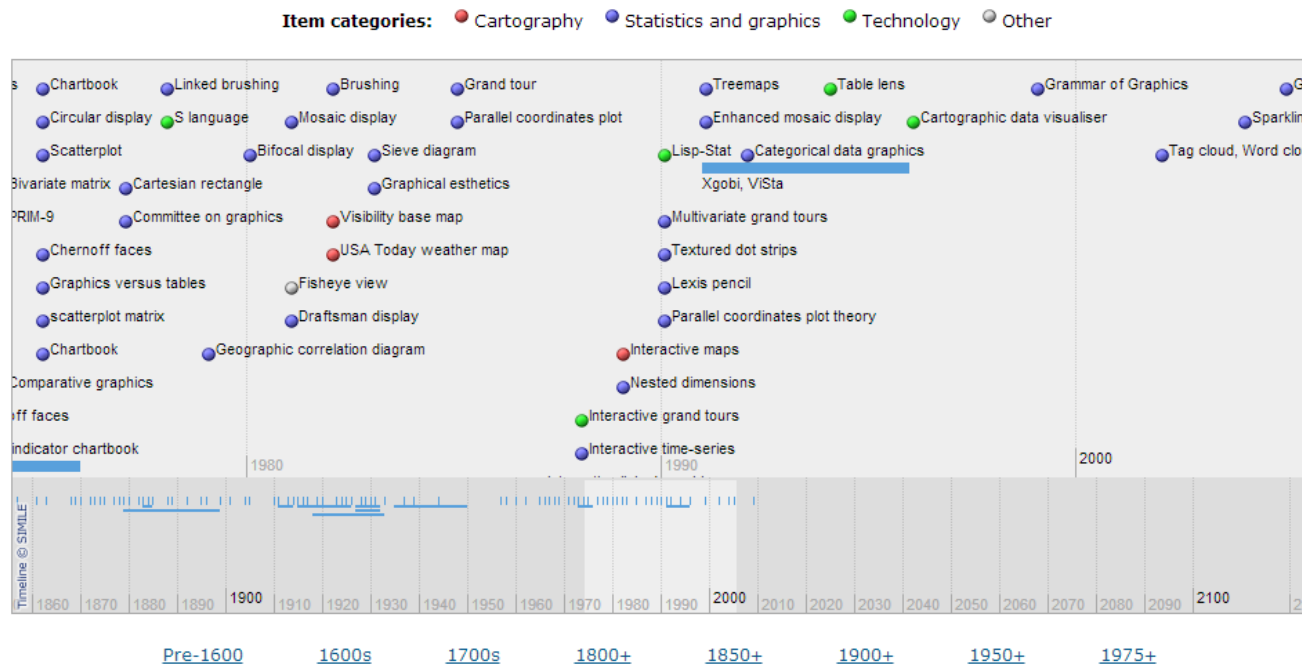 Item categories: Cartography Statistics and graphics Technology Other
s Chartbook Linked brushing Brushing Grand tour Treemaps Table lens Grammar of Graphics G
Circular display S language Mosaic display Parallel coordinates plot Enhanced mosaic display Cartographic data visualiser Sparklin
Scatterplot Bifocal display Sieve diagram Lisp-Stat Categorical data graphics Tag cloud, Word clo
Bivariate matrix Cartesian rectangle Graphical esthetics Xgobi, ViSta
PRIM-9 Committee on graphics Visibility base map Multivariate grand tours
Chernoff faces USA Today weather map Textured dot strips
Graphics versus tables Fisheye view Lexis pencil
scatterplot matrix Draftsman display Parallel coordinates plot theory
Chartbook Geographic correlation diagram Interactive maps
Comparative graphics Nested dimensions
off faces Interactive grand tours
indicator chartbook Interactive time-series
1980 1990 2000
Timeline © SIMILE
1860 1870 1880 1890 1900 1910 1920 1930 1940 1950 1960 1970 1980 1990 2000 2010 2020 2030 2040 2050 2060 2070 2080 2090 2100 2
Pre-1600 1600s 1700s 1800+ 1850+ 1900+ 1950+ 1975+